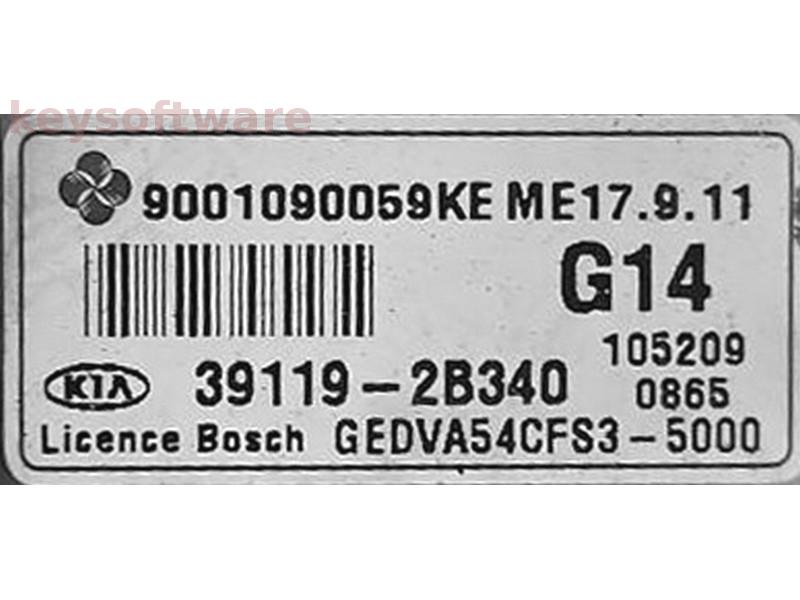 keysoftware
9001090059KE ME17.9.11
G14
105209
KIA 39119-2B340
0865
Licence Bosch GEDVA54CFS3-5000